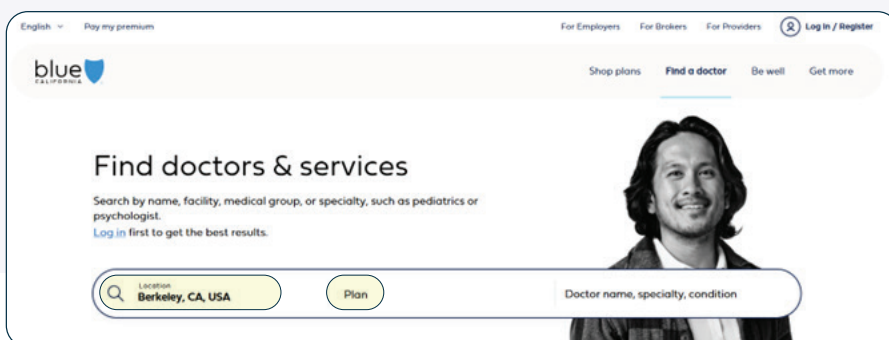 English Pay my premium For Employers For Brokers For Providers Log in / Register
blue
CALIFORNIA
Shop plans Find a doctor Be well Get more
Find doctors & services
Search by name, facility, medical group, or specialty, such as pediatrics or
psychologist.
Log in first to get the best results.
Location
Berkeley, CA, USA
Plan
Doctor name, specialty, condition